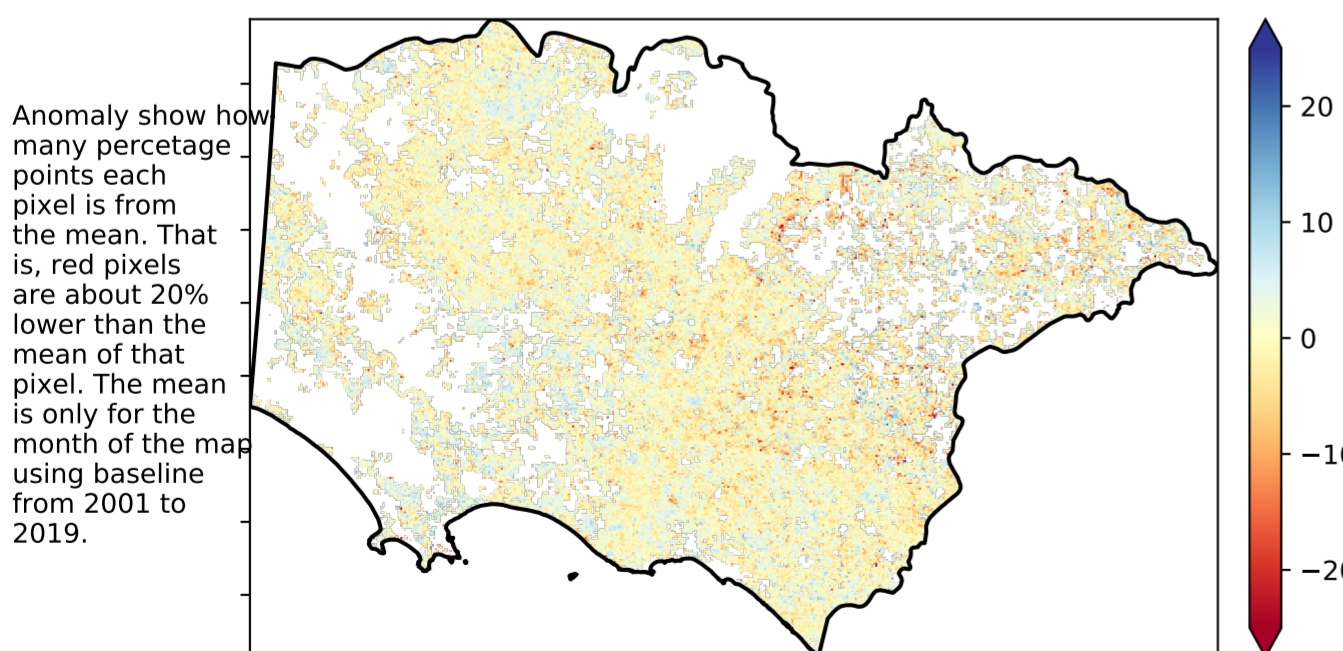 Anomaly show how
many percetage
points each
pixel is from
the mean. That
is, red pixels
are about 20%
lower than the
mean of that
pixel. The mean
is only for the
month of the map
using baseline
from 2001 to
2019.
20
10
0
−10
−20